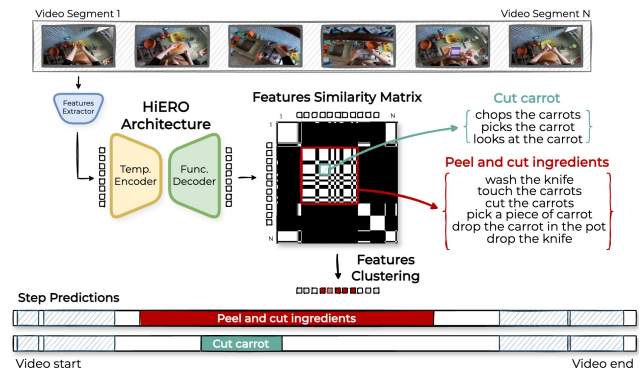 Video Segment 1
Video Segment N
Features
Extractor
HiERO
Architecture
Temp.
Encoder
Func.
Decoder
Features Similarity Matrix
1
N
1
N
Cut carrot
chops the carrots
picks the carrot
looks at the carrot
Peel and cut ingredients
wash the knife
touch the carrots
cut the carrots
pick a piece of carrot
drop the carrot in the pot
drop the knife
Features
Clustering
Step Predictions
Peel and cut ingredients
Cut carrot
Video start
Video end